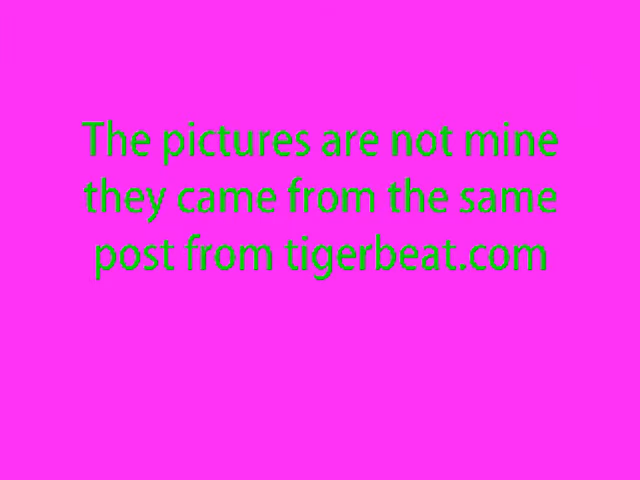 The pictures are not mine
they came from the same
post from tigerbeat.com